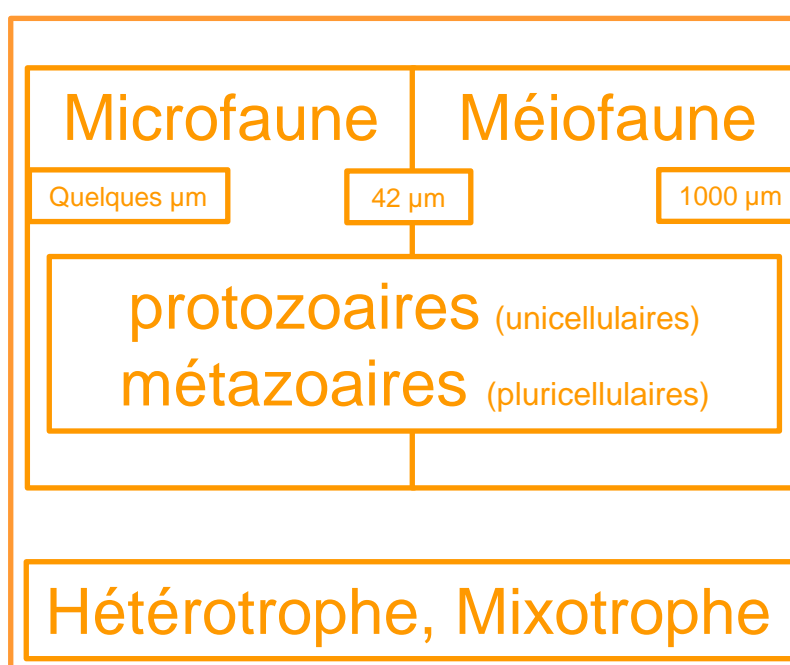 Microfaune Méiofaune
Quelques µm 42 µm 1000 µm
protozoaires (unicellulaires)
métazoaires (pluricellulaires)
Hétérotrophe, Mixotrophe